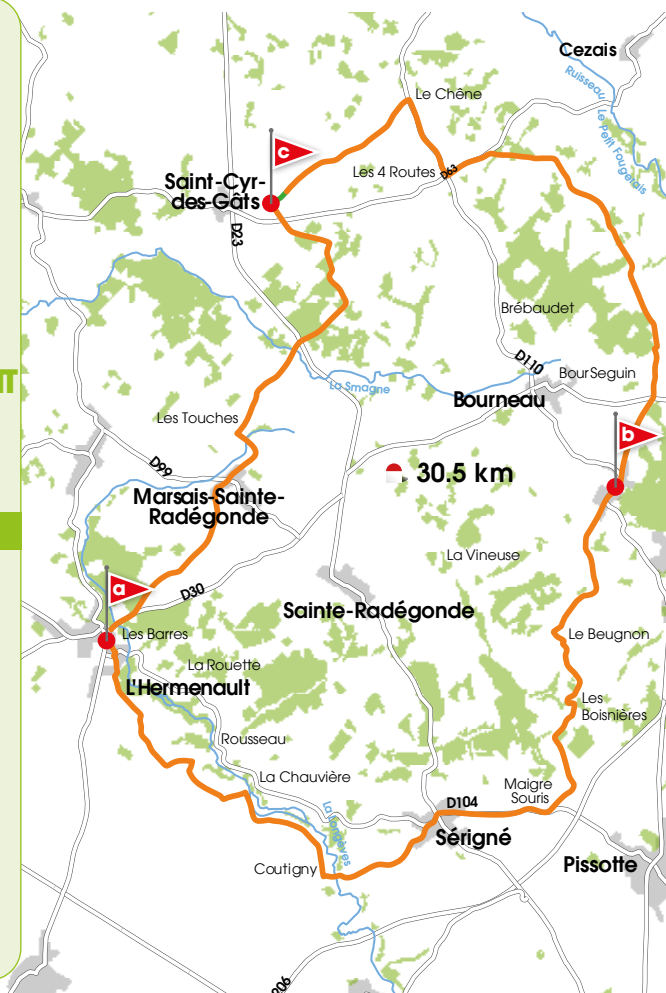 Cezais
Ruisseau
Le Petit Fougerais
Le Chêne
c
Les 4 Routes
D63
Saint-Cyr-
des-Gâts
D23
Brébaudet
D110
BourSeguin
La Smagne
Bourneau
Les Touches
b
D99
30.5 km
Marsais-Sainte-
Radégonde
La Vineuse
a
D30
Sainte-Radégonde
Les Barres
Le Beugnon
La Rouette
L'Hermenault
Les
Boisnières
Rousseau
La Chauvière
Maigre
Souris
D104
La Longèves
Sérigné
Coutigny
Pissotte